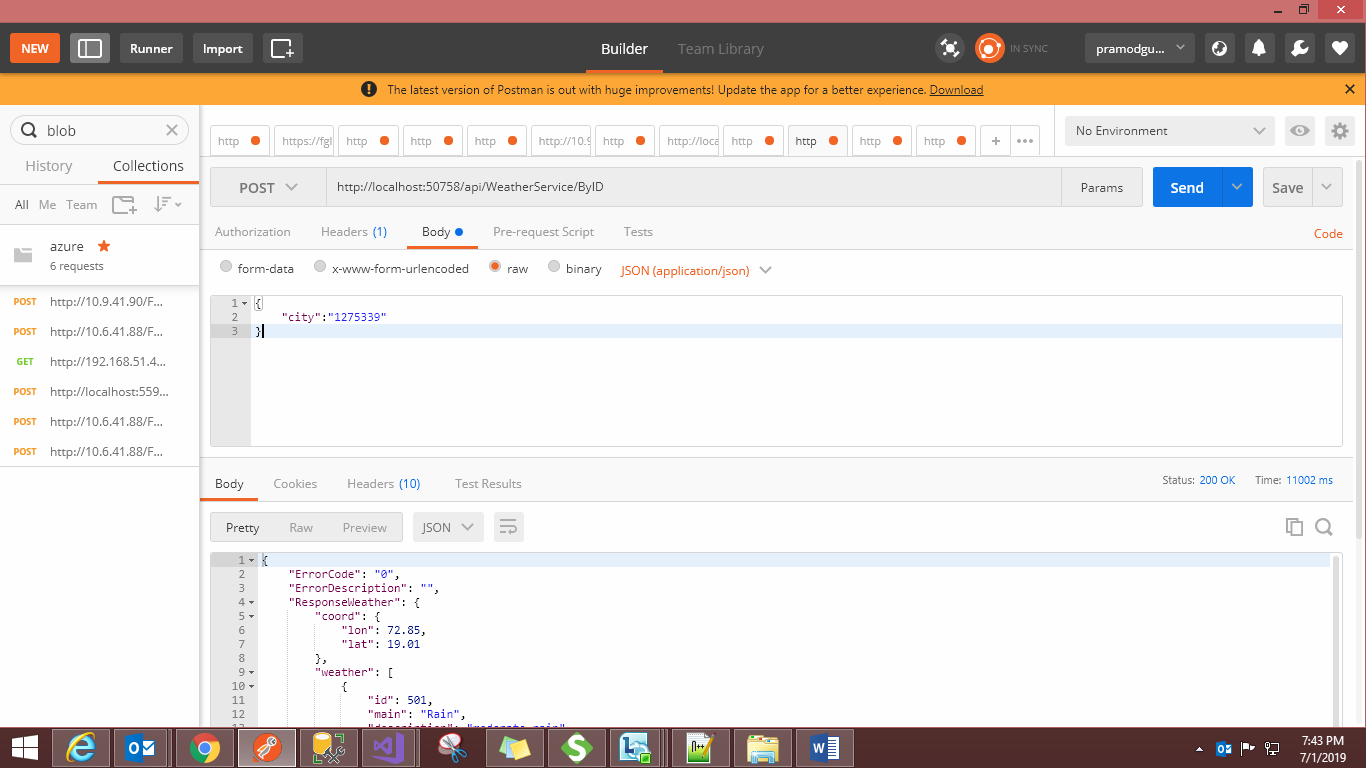 NEW Runner Import Builder Team Library IN SYNC pramodgu...
The latest version of Postman is out with huge improvements! Update the app for a better experience. Download
blob
History Collections
All Me Team
azure
6 requests
POST http://10.9.41.90/F...
POST http://10.6.41.88/F...
GET http://192.168.51.4...
POST http://localhost:559...
POST http://10.6.41.88/F...
POST http://10.6.41.88/F...
http https://fgl http http http http://10.9 http http://loca http http http http + •••
No Environment
POST http://localhost:50758/api/WeatherService/ByID Params Send Save
Authorization Headers (1) Body Pre-request Script Tests Code
form-data x-www-form-urlencoded raw binary JSON (application/json)
1 {
2 "city":"1275339"
3 }
Body Cookies Headers (10) Test Results Status: 200 OK Time: 11002 ms
Pretty Raw Preview JSON
1 {
2 "ErrorCode": "0",
3 "ErrorDescription": "",
4 "ResponseWeather": {
5 "coord": {
6 "lon": 72.85,
7 "lat": 19.01
8 },
9 "weather": [
10 {
11 "id": 501,
12 "main": "Rain",
13 "description": "moderate rain"
7:43 PM
7/1/2019